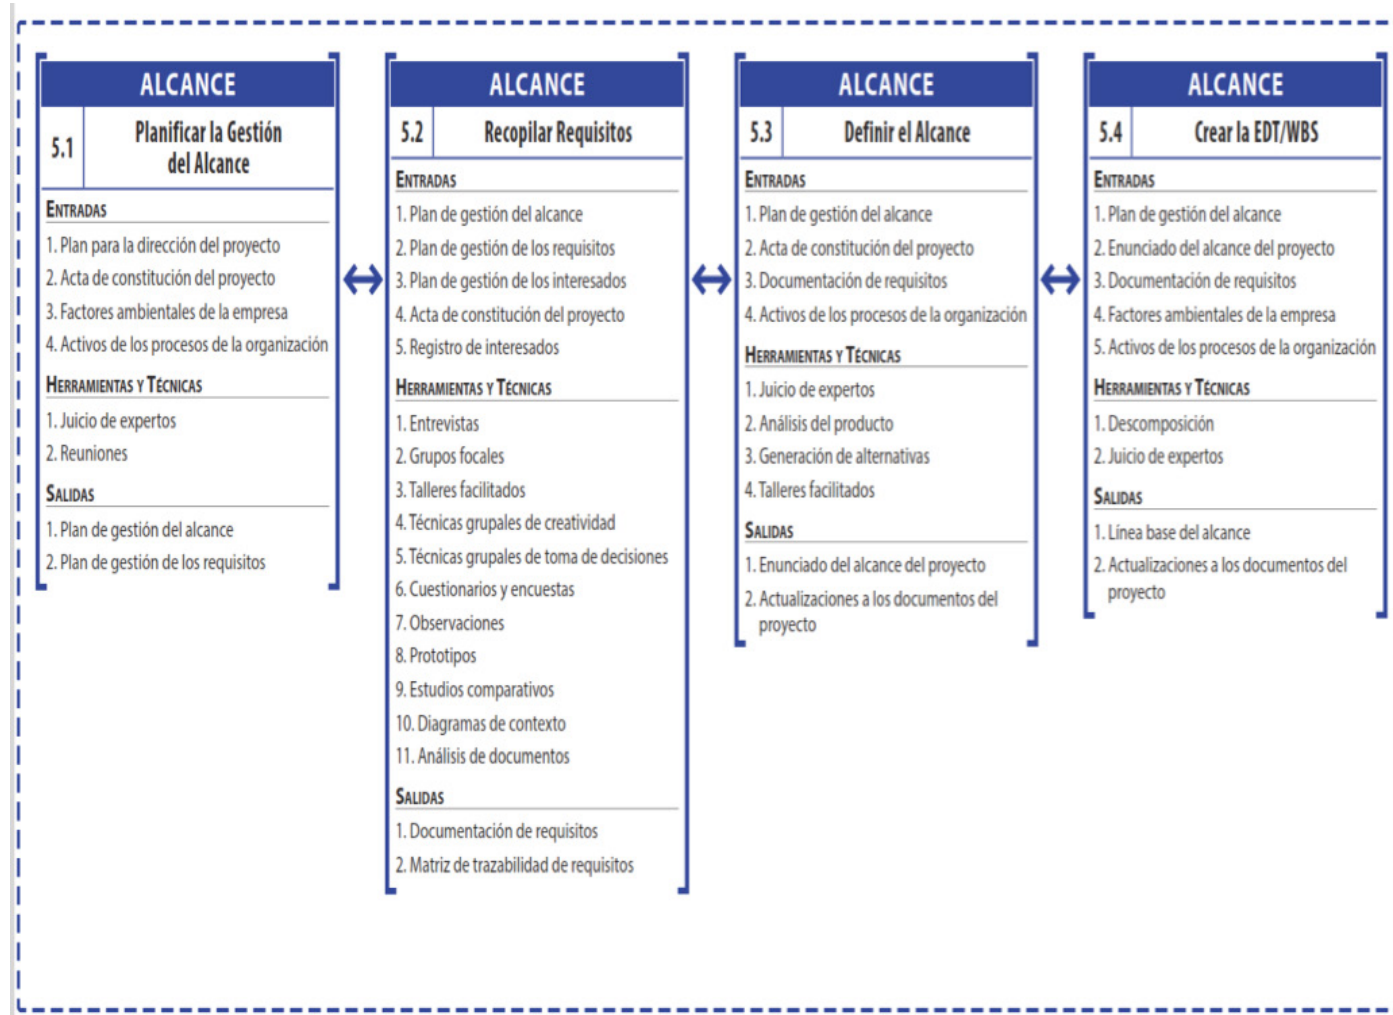 ALCANCE
5.1 Planificar la Gestión
del Alcance
ENTRADAS
1. Plan para la dirección del proyecto
2. Acta de constitución del proyecto
3. Factores ambientales de la empresa
4. Activos de los procesos de la organización
HERRAMIENTAS Y TÉCNICAS
1. Juicio de expertos
2. Reuniones
SALIDAS
1. Plan de gestión del alcance
2. Plan de gestión de los requisitos
ALCANCE
5.2 Recopilar Requisitos
ENTRADAS
1. Plan de gestión del alcance
2. Plan de gestión de los requisitos
3. Plan de gestión de los interesados
4. Acta de constitución del proyecto
5. Registro de interesados
HERRAMIENTAS Y TÉCNICAS
1. Entrevistas
2. Grupos focales
3. Talleres facilitados
4. Técnicas grupales de creatividad
5. Técnicas grupales de toma de decisiones
6. Cuestionarios y encuestas
7. Observaciones
8. Prototipos
9. Estudios comparativos
10. Diagramas de contexto
11. Análisis de documentos
SALIDAS
1. Documentación de requisitos
2. Matriz de trazabilidad de requisitos
ALCANCE
5.3 Definir el Alcance
ENTRADAS
1. Plan de gestión del alcance
2. Acta de constitución del proyecto
3. Documentación de requisitos
4. Activos de los procesos de la organización
HERRAMIENTAS Y TÉCNICAS
1. Juicio de expertos
2. Análisis del producto
3. Generación de alternativas
4. Talleres facilitados
SALIDAS
1. Enunciado del alcance del proyecto
2. Actualizaciones a los documentos del
proyecto
ALCANCE
5.4 Crear la EDT/WBS
ENTRADAS
1. Plan de gestión del alcance
2. Enunciado del alcance del proyecto
3. Documentación de requisitos
4. Factores ambientales de la empresa
5. Activos de los procesos de la organización
HERRAMIENTAS Y TÉCNICAS
1. Descomposición
2. Juicio de expertos
SALIDAS
1. Línea base del alcance
2. Actualizaciones a los documentos del
proyecto